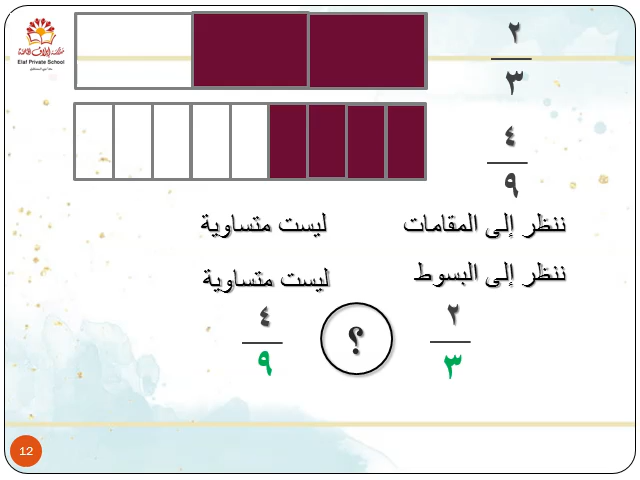 Elaf Private School
٢
٣
٤
٩
ننظر إلى المقامات ليست متساوية
ننظر إلى البسوط ليست متساوية
٢ ؟ ٤
٣ ٩
12